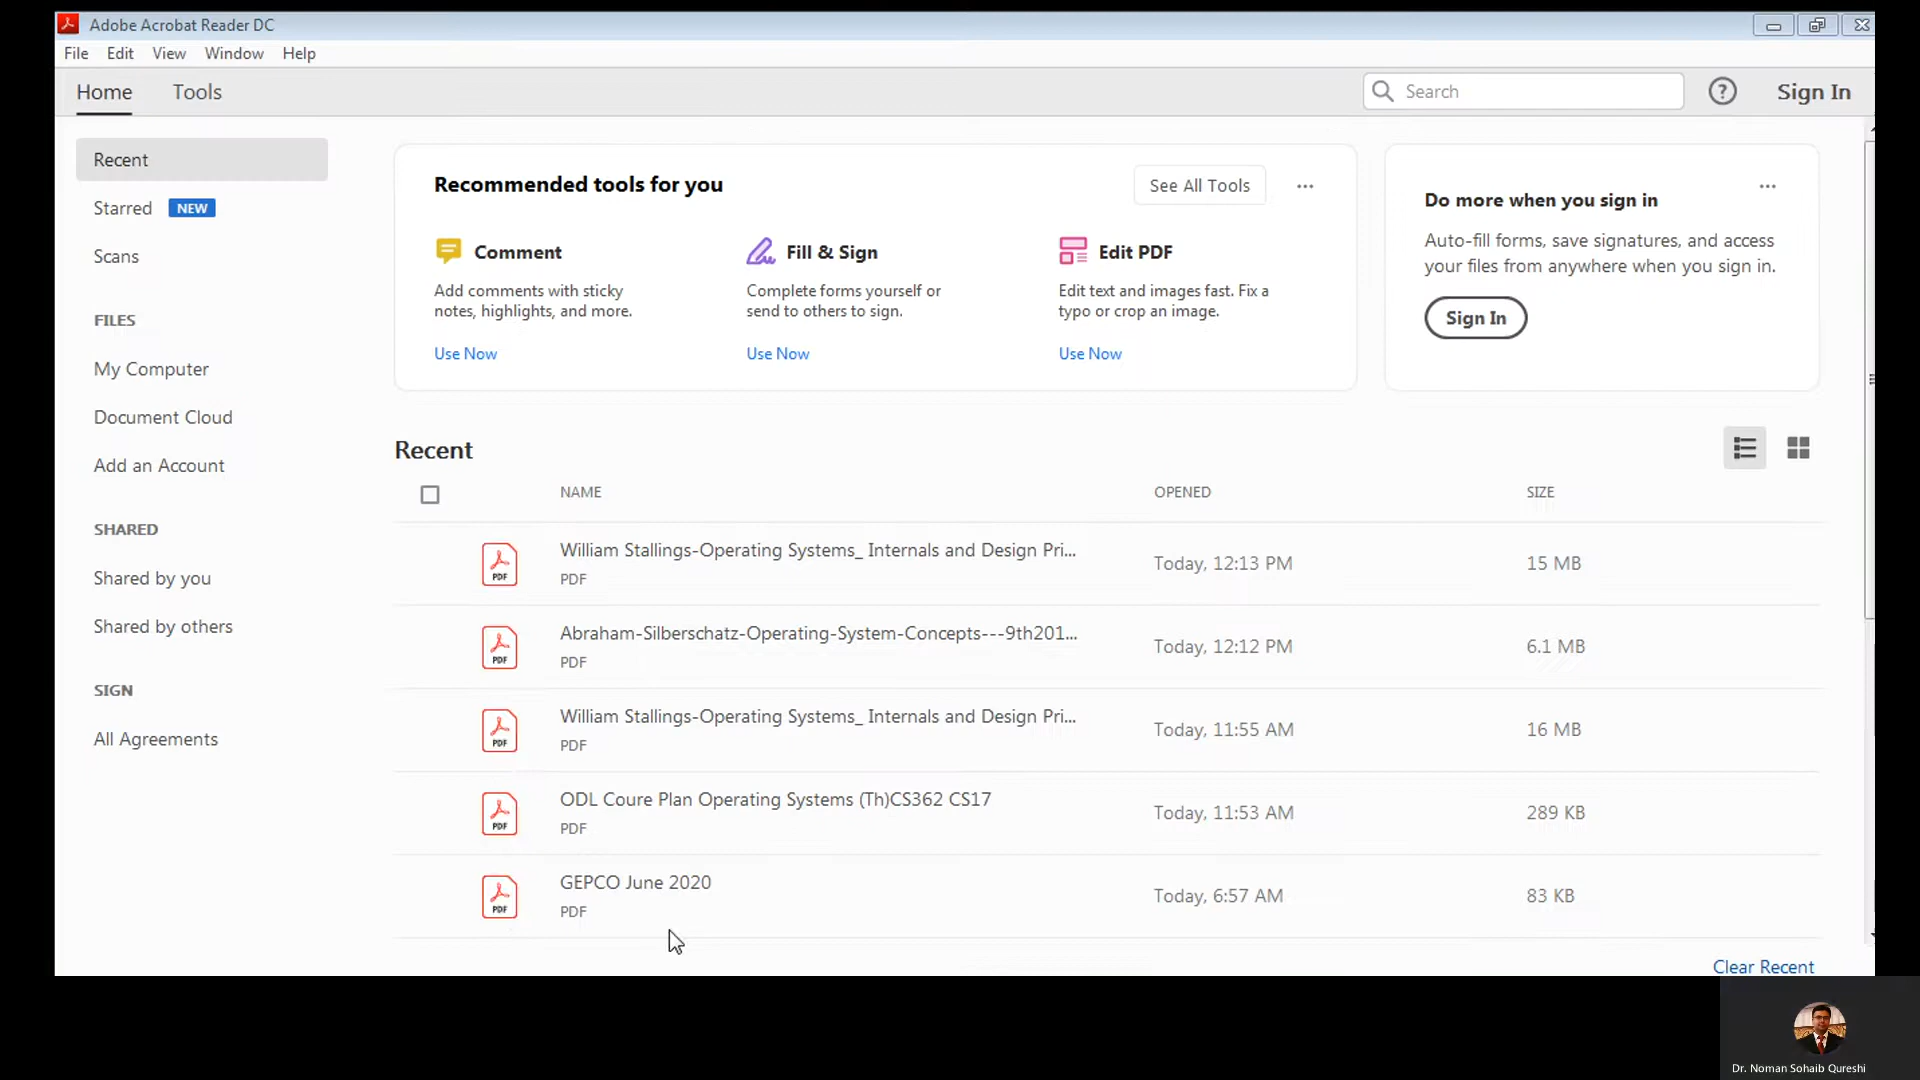 Adobe Acrobat Reader DC
File Edit View Window Help
Home Tools Search ? Sign In
Recent
Starred NEW
Scans
FILES
My Computer
Document Cloud
Add an Account
SHARED
Shared by you
Shared by others
SIGN
All Agreements
Recommended tools for you
See All Tools
Comment
Add comments with sticky
notes, highlights, and more.
Use Now
Fill & Sign
Complete forms yourself or
send to others to sign.
Use Now
Edit PDF
Edit text and images fast. Fix a
typo or crop an image.
Use Now
Do more when you sign in
Auto-fill forms, save signatures, and access
your files from anywhere when you sign in.
Sign In
Recent
NAME OPENED SIZE
PDF William Stallings-Operating Systems_ Internals and Design Pri... Today, 12:13 PM 15 MB
PDF
PDF Abraham-Silberschatz-Operating-System-Concepts---9th201... Today, 12:12 PM 6.1 MB
PDF
PDF William Stallings-Operating Systems_ Internals and Design Pri... Today, 11:55 AM 16 MB
PDF
PDF ODL Coure Plan Operating Systems (Th)CS362 CS17 Today, 11:53 AM 289 KB
PDF
PDF GEPCO June 2020 Today, 6:57 AM 83 KB
PDF
Clear Recent
Dr. Noman Sohaib Qureshi